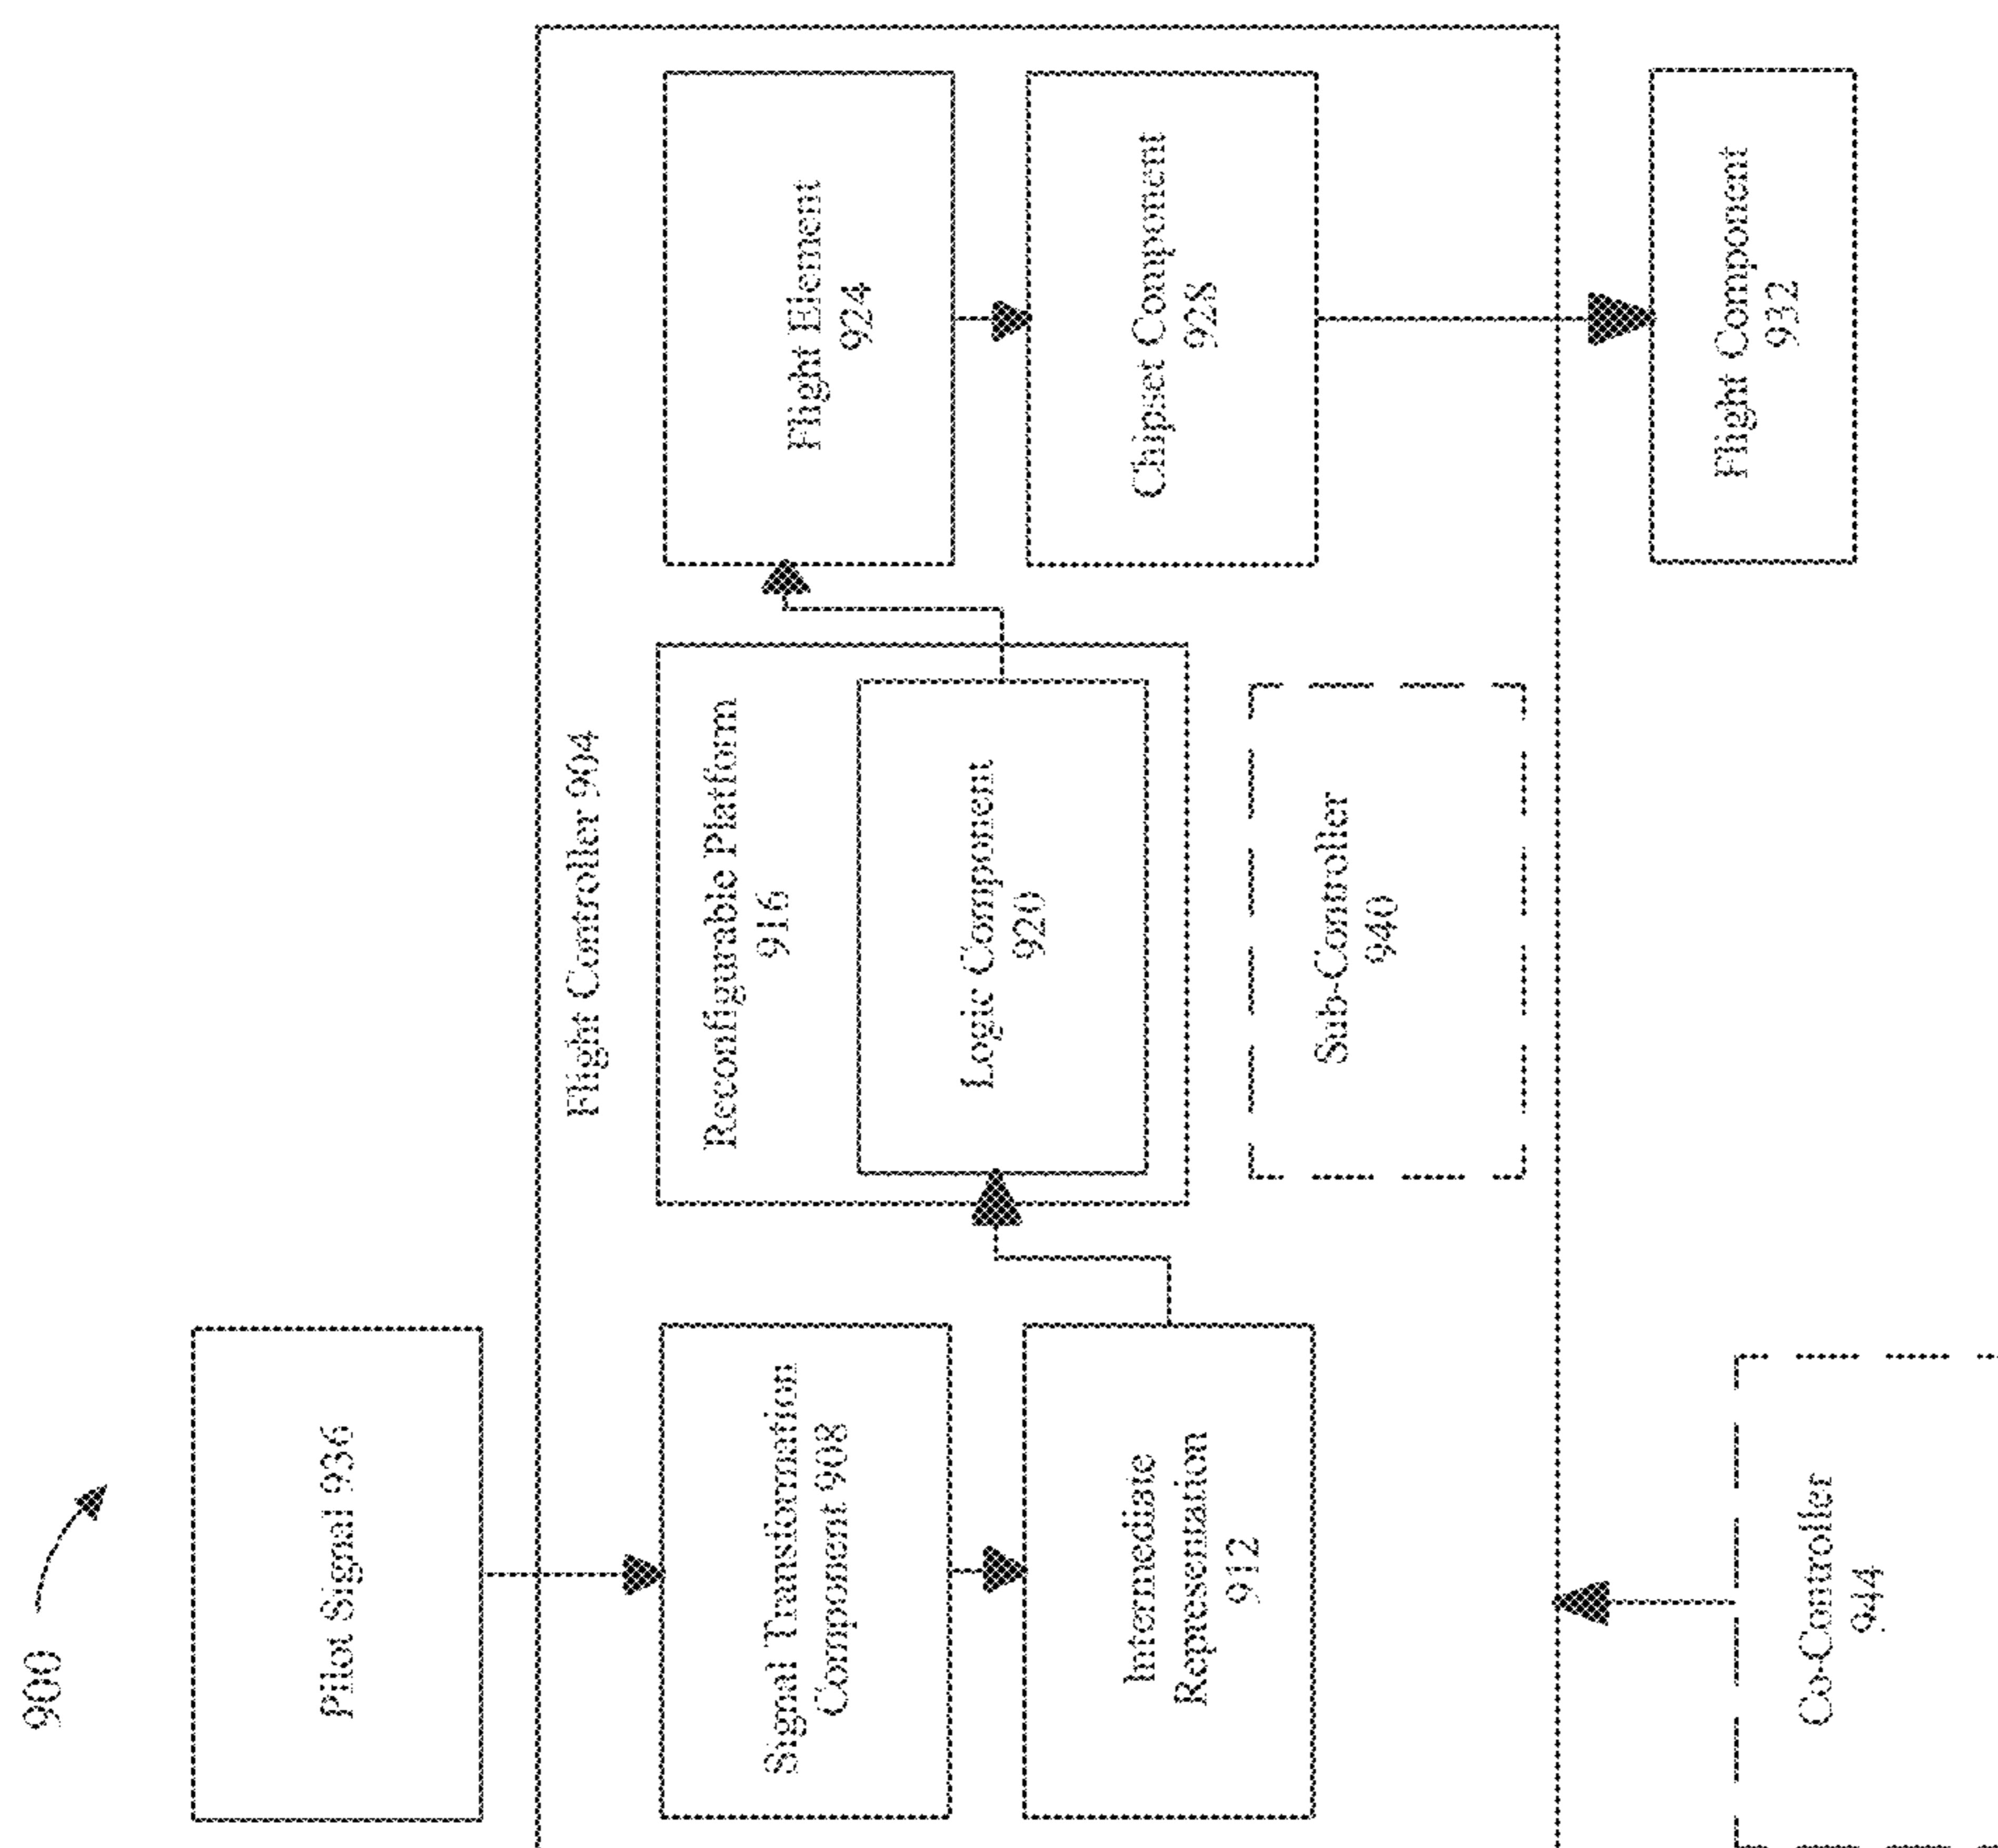 900
Pilot Signal 936
Flight Controller 904
Signal Transformation
Component 908
Intermediate
Representation
912
Reconfigurable Platform
916
Logic Component
920
Flight Element
924
Chipset Component
928
Sub-Controller
940
Co-Controller
944
Flight Component
932